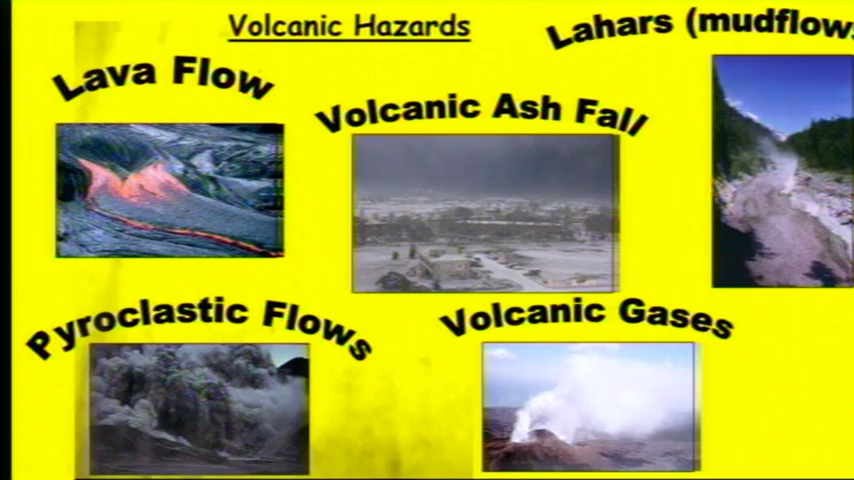 Volcanic Hazards
Lahars (mudflows
Lava Flow
Volcanic Ash Fall
Pyroclastic Flows
Volcanic Gases